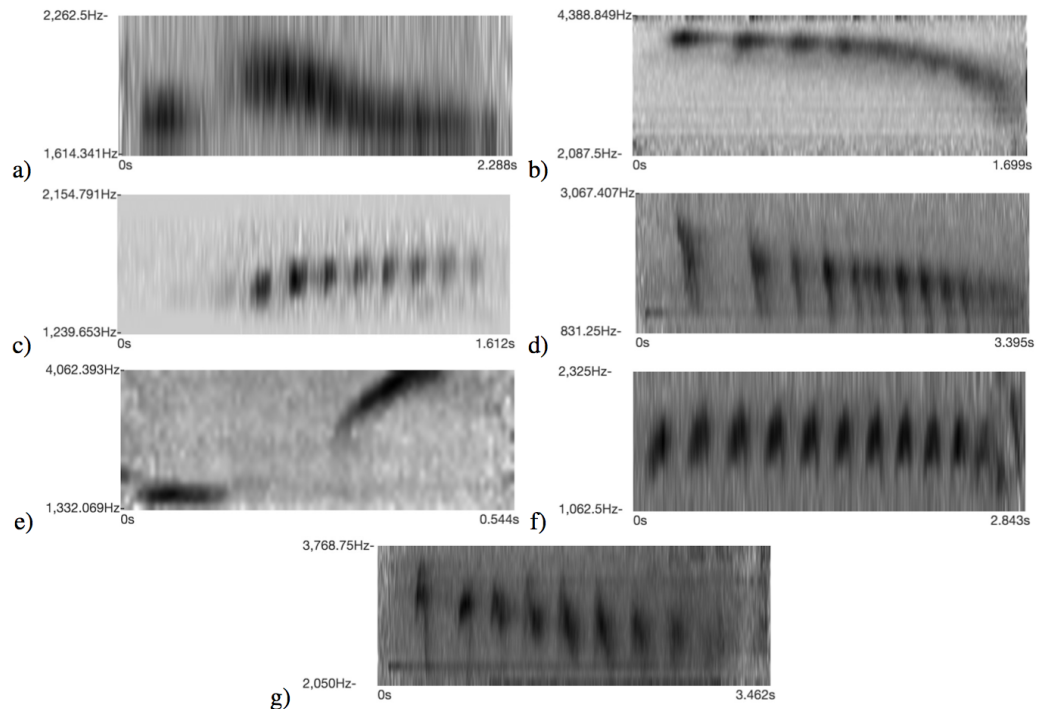 2,262.5Hz-
1,614.341Hz-
0s 2.288s
a)
4,388.849Hz-
2,087.5Hz-
0s 1.699s
b)
2,154.791Hz-
1,239.653Hz-
0s 1.612s
c)
3,067.407Hz-
831.25Hz-
0s 3.395s
d)
4,062.393Hz-
1,332.069Hz-
0s 0.544s
e)
2,325Hz-
1,062.5Hz-
0s 2.843s
f)
3,768.75Hz-
2,050Hz-
0s 3.462s
g)